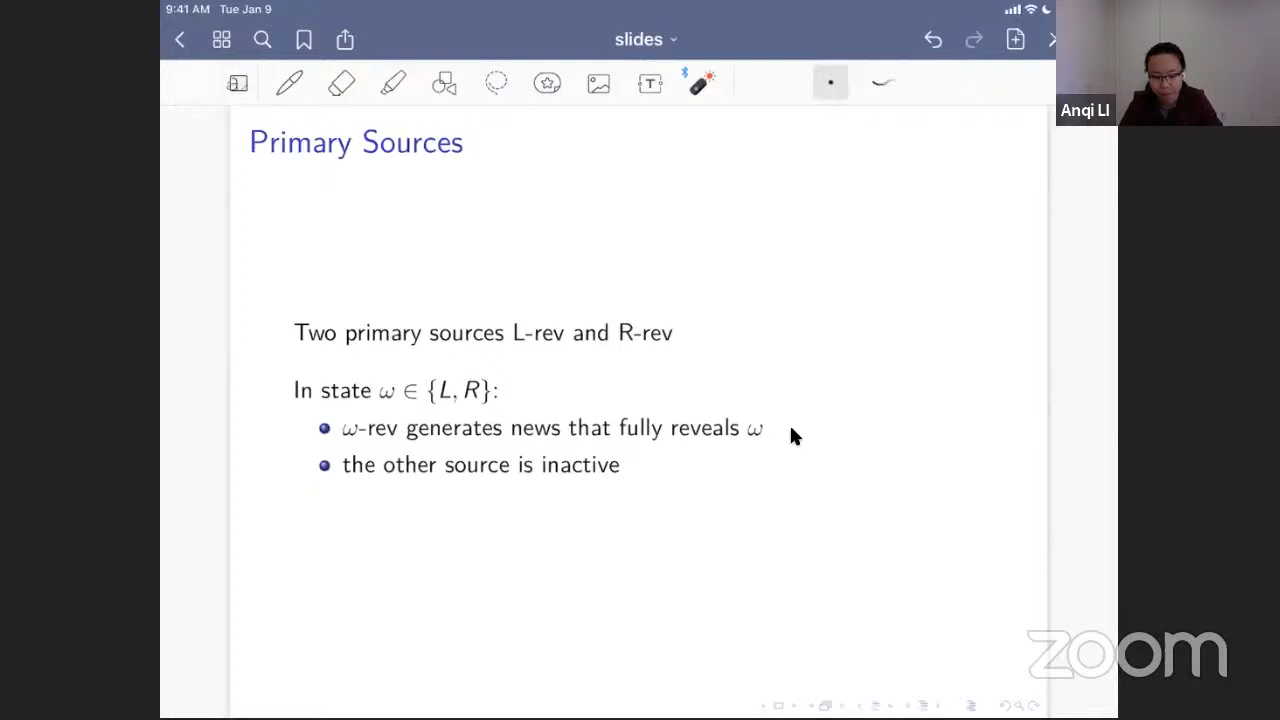 9:41 AM Tue Jan 9
slides
T
Anqi LI
Primary Sources
Two primary sources L-rev and R-rev
In state ω ∈ {L, R}:
ω-rev generates news that fully reveals ω
the other source is inactive
zoom